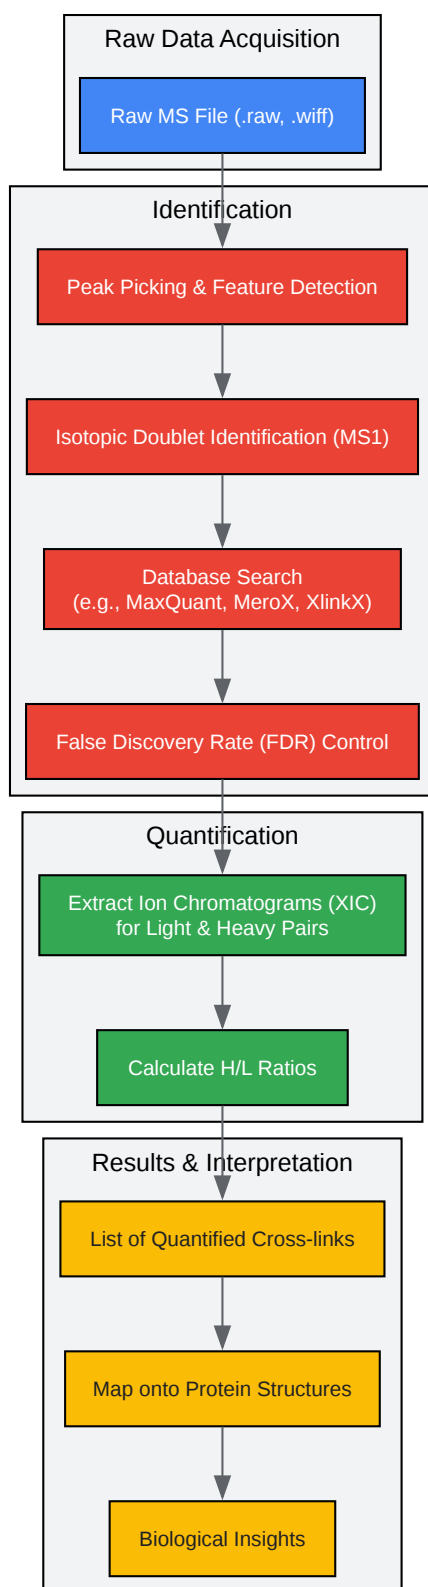 Raw Data Acquisition
Raw MS File (.raw, .wiff)
Identification
Peak Picking & Feature Detection
Isotopic Doublet Identification (MS1)
Database Search
(e.g., MaxQuant, MeroX, XlinkX)
False Discovery Rate (FDR) Control
Quantification
Extract Ion Chromatograms (XIC)
for Light & Heavy Pairs
Calculate H/L Ratios
Results & Interpretation
List of Quantified Cross-links
Map onto Protein Structures
Biological Insights